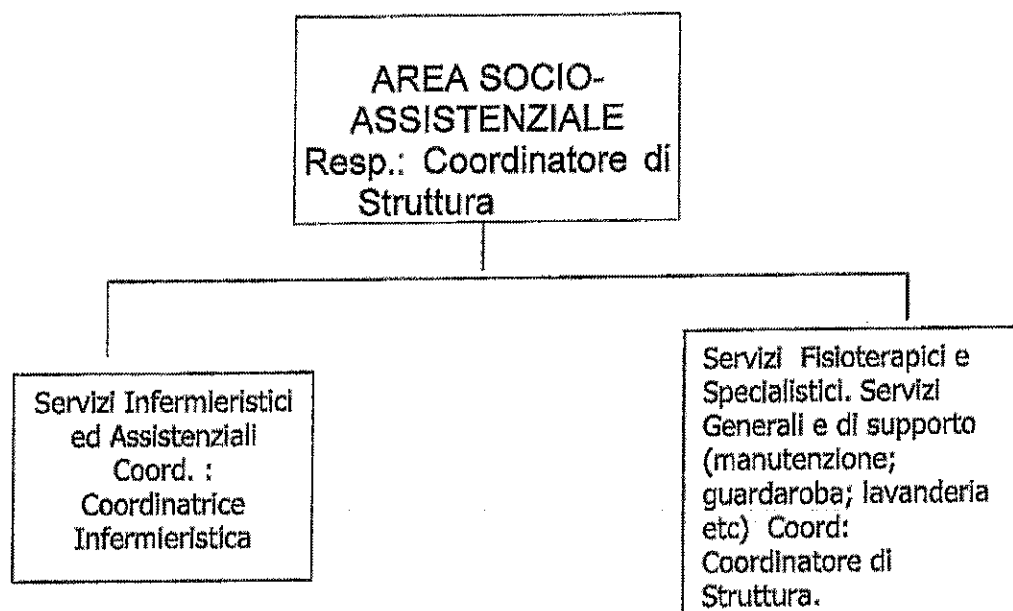 AREA SOCIO-
ASSISTENZIALE
Resp.: Coordinatore di
Struttura
Servizi Infermieristici
ed Assistenziali
Coord. :
Coordinatrice
Infermieristica
Servizi Fisioterapici e
Specialistici. Servizi
Generali e di supporto
(manutenzione;
guardaroba; lavanderia
etc) Coord:
Coordinatore di
Struttura.